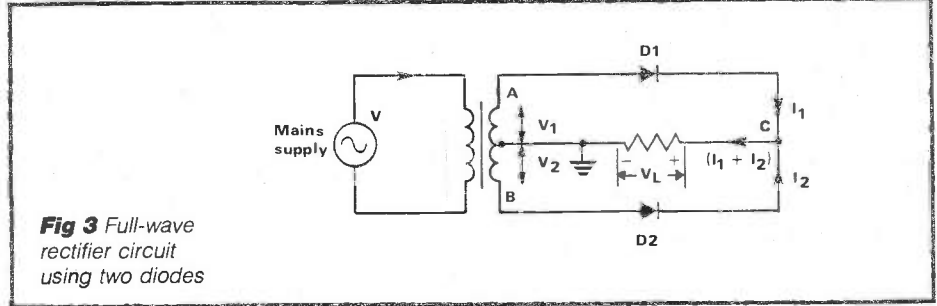 D1
A
I1
V
V1
C
Mains
supply
V2
− +
(I1 + I2)
I2
VL
B
Fig 3 Full-wave
rectifier circuit
using two diodes
D2